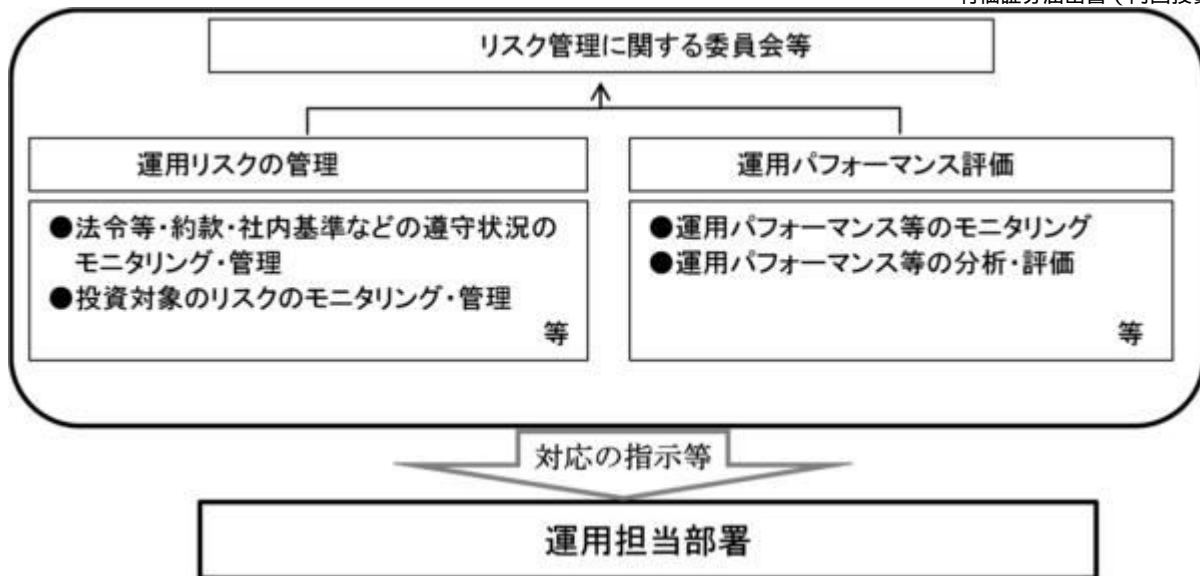 リスク管理に関する委員会等
運用リスクの管理
運用パフォーマンス評価
●法令等・約款・社内基準などの遵守状況の
モニタリング・管理
●投資対象のリスクのモニタリング・管理
等
●運用パフォーマンス等のモニタリング
●運用パフォーマンス等の分析・評価
等
対応の指示等
運用担当部署